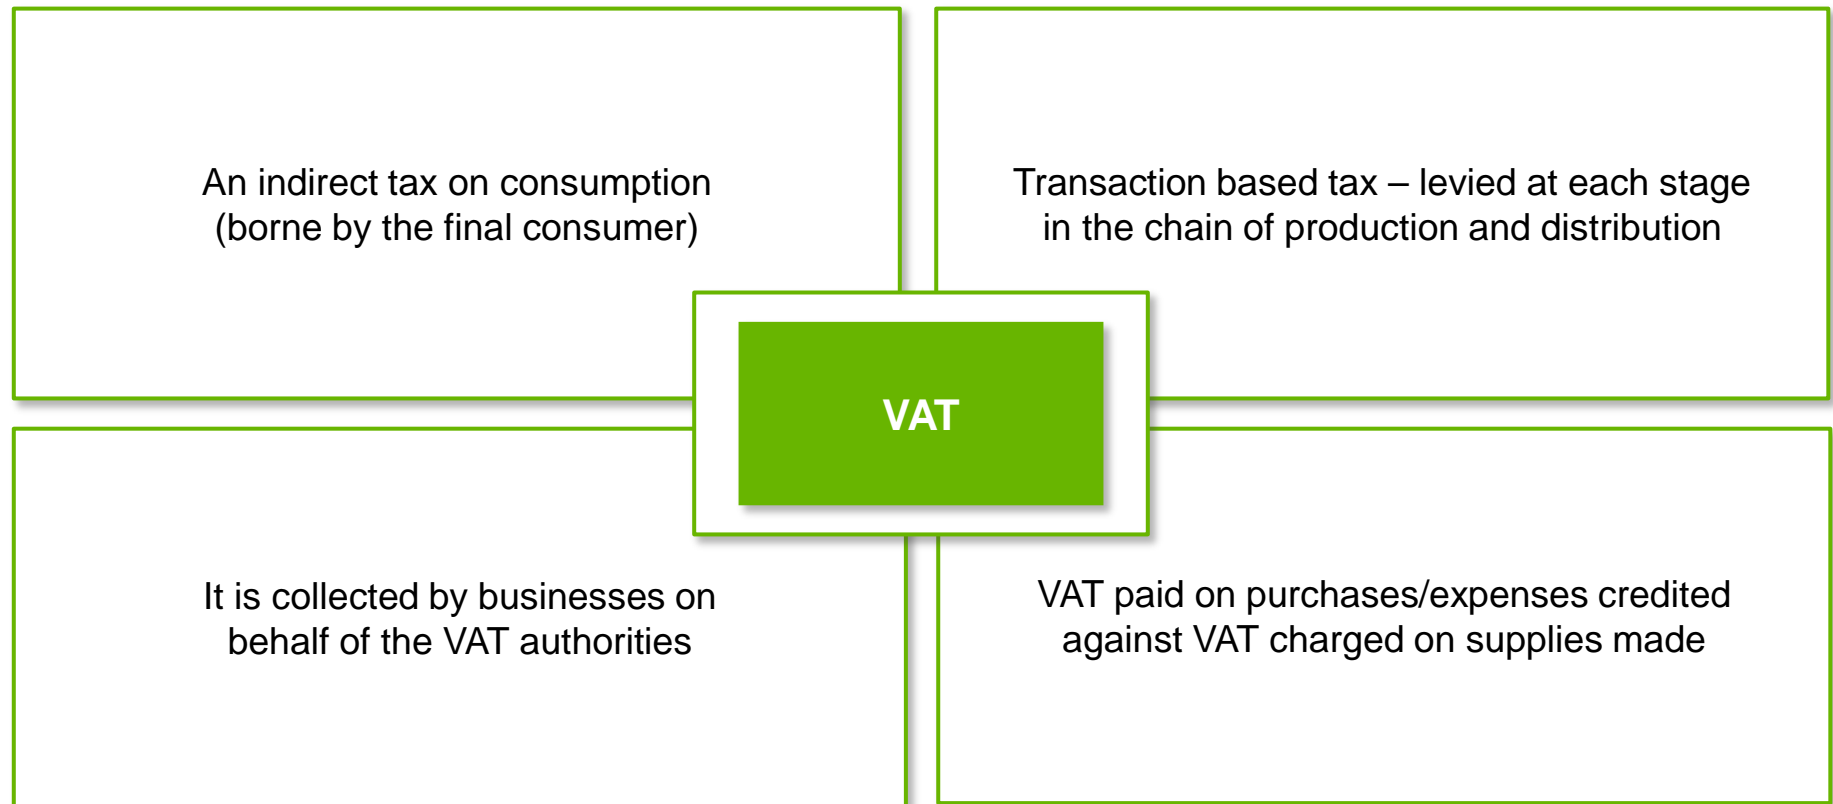 An indirect tax on consumption
(borne by the final consumer)
Transaction based tax – levied at each stage
in the chain of production and distribution
VAT
It is collected by businesses on
behalf of the VAT authorities
VAT paid on purchases/expenses credited
against VAT charged on supplies made